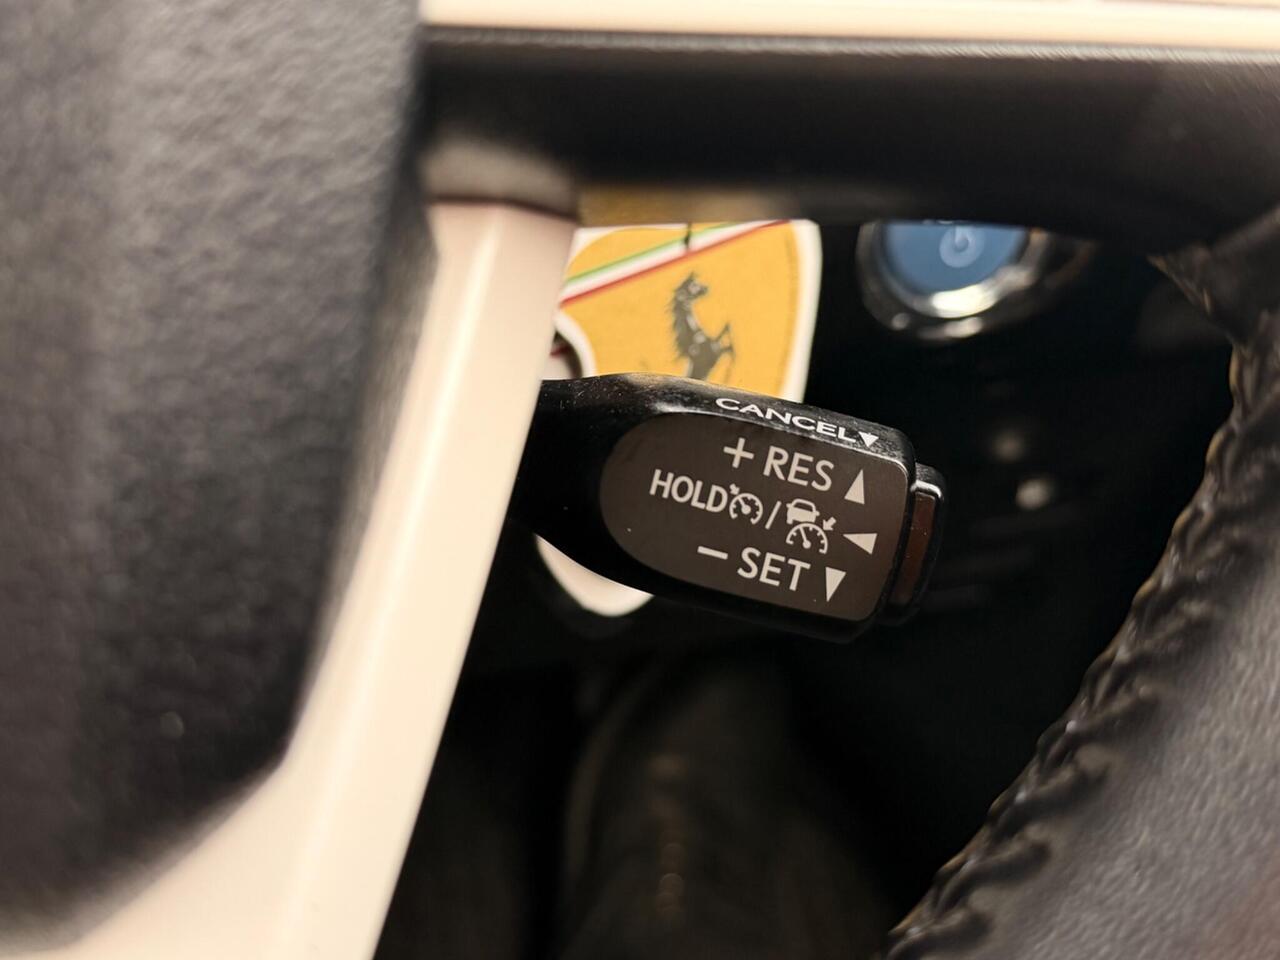 CANCEL▼
+ RES ▲
HOLD / ◀
− SET ▼